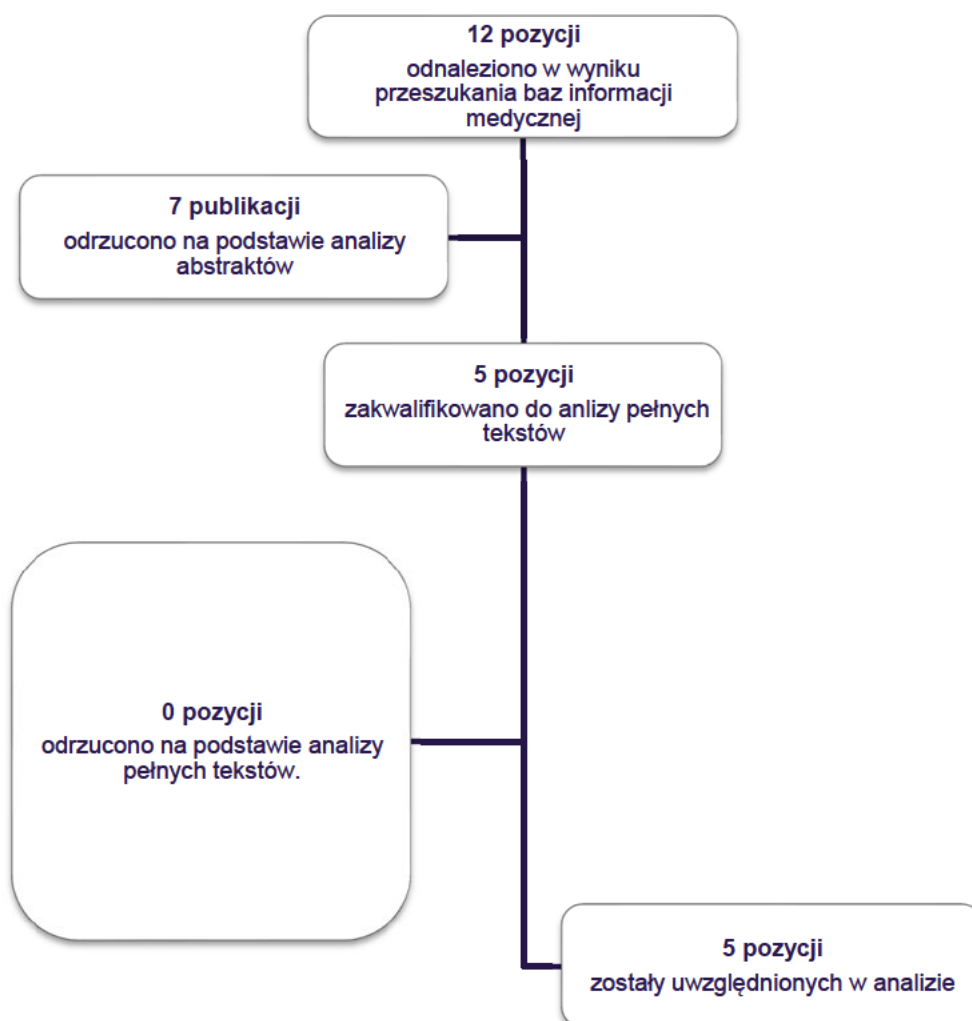 12 pozycji
odnaleziono w wyniku
przeszukania baz informacji
medycznej
7 publikacji
odrzucono na podstawie analizy
abstraktów
5 pozycji
zakwalifikowano do anlizy pełnych
tekstów
0 pozycji
odrzucono na podstawie analizy
pełnych tekstów.
5 pozycji
zostały uwzględnionych w analizie